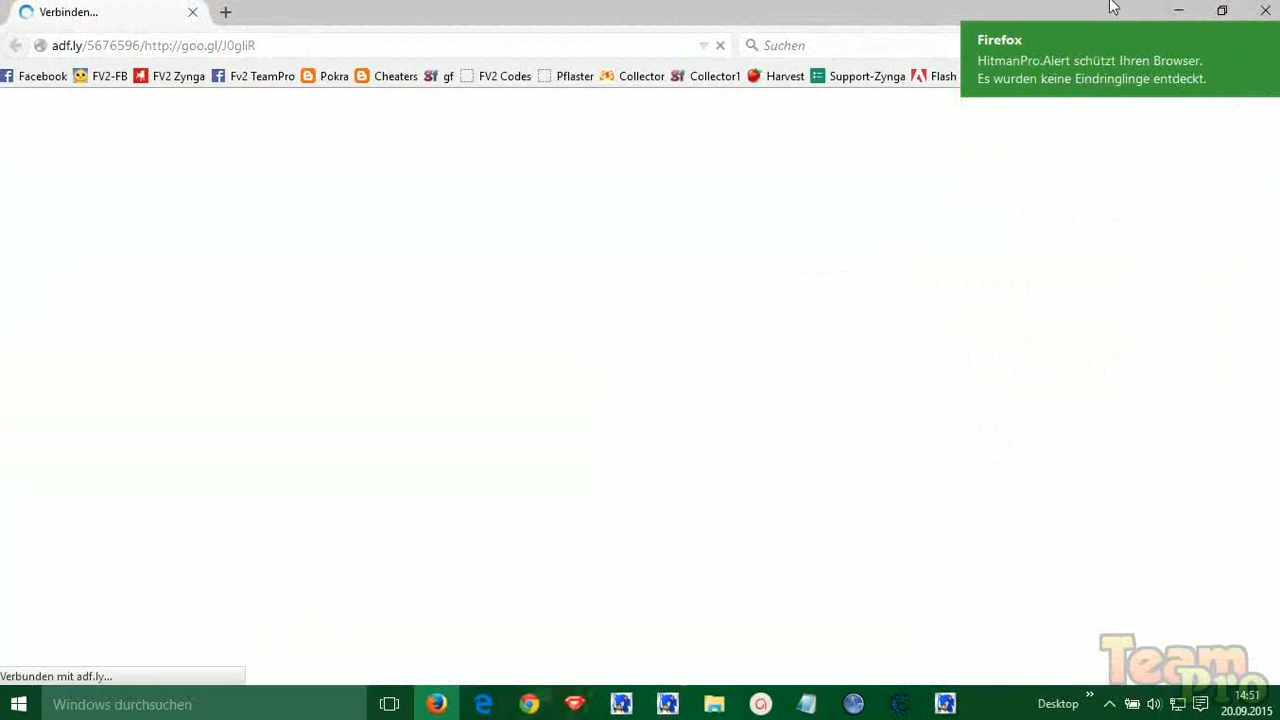 Verbinden...
adf.ly/5676596/http://goo.gl/J0gliR
Suchen
Firefox
HitmanPro.Alert schützt Ihren Browser.
Es wurden keine Eindringlinge entdeckt.
Facebook FV2-FB FV2 Zynga Fv2 TeamPro Pokra Cheaters gf FV2 Codes Pflaster Collector Collector1 Harvest Support-Zynga Flash
Verbunden mit adf.ly...
Team
Pro
Windows durchsuchen
Desktop
14:51
20.09.2015